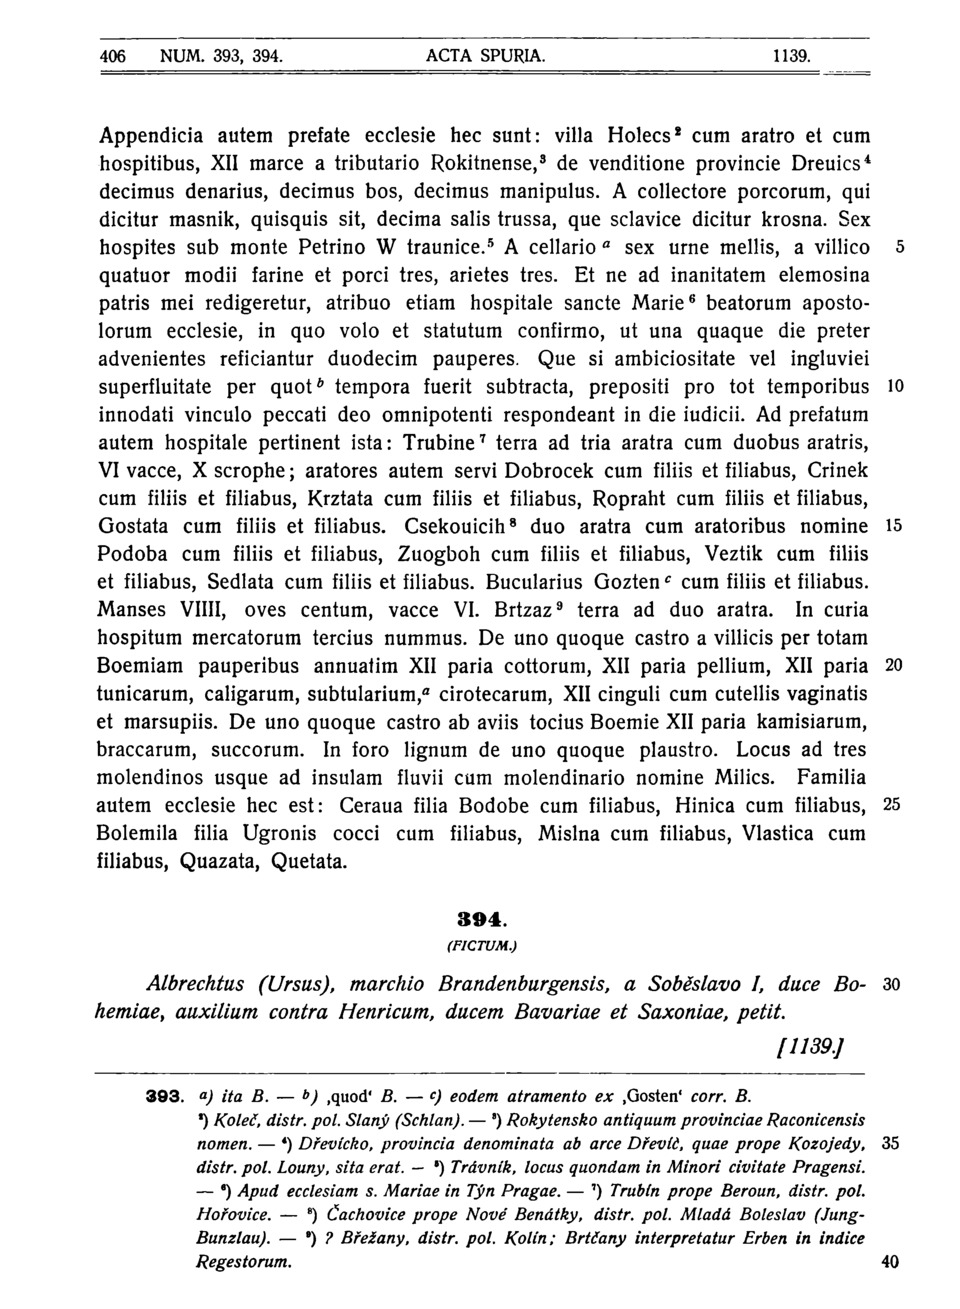 406 NUM. 393, 394. ACTA SPURIA. 1139.
Appendicia autem prefate ecclesie hec sunt: villa Holecs² cum aratro et cum
hospitibus, XII marce a tributario Rokitnense,³ de venditione provincie Dreuics⁴
decimus denarius, decimus bos, decimus manipulus. A collectore porcorum, qui
dicitur masnik, quisquis sit, decima salis trussa, que sclavice dicitur krosna. Sex
hospites sub monte Petrino W traunice.⁵ A cellario ᵃ sex urne mellis, a villico 5
quatuor modii farine et porci tres, arietes tres. Et ne ad inanitatem elemosina
patris mei redigeretur, atribuo etiam hospitale sancte Marie⁶ beatorum aposto-
lorum ecclesie, in quo volo et statutum confirmo, ut una quaque die preter
advenientes reficiantur duodecim pauperes. Que si ambiciositate vel ingluviei
superfluitate per quot ᵇ tempora fuerit subtracta, prepositi pro tot temporibus 10
innodati vinculo peccati deo omnipotenti respondeant in die iudicii. Ad prefatum
autem hospitale pertinent ista: Trubine⁷ terra ad tria aratra cum duobus aratris,
VI vacce, X scrophe; aratores autem servi Dobrocek cum filiis et filiabus, Crinek
cum filiis et filiabus, Krztata cum filiis et filiabus, Ropraht cum filiis et filiabus,
Gostata cum filiis et filiabus. Csekouicih⁸ duo aratra cum aratoribus nomine 15
Podoba cum filiis et filiabus, Zuogboh cum filiis et filiabus, Veztik cum filiis
et filiabus, Sedlata cum filiis et filiabus. Bucularius Gozten ᶜ cum filiis et filiabus.
Manses VIIII, oves centum, vacce VI. Brtzaz⁹ terra ad duo aratra. In curia
hospitum mercatorum tercius nummus. De uno quoque castro a villicis per totam
Boemiam pauperibus annuatim XII paria cottorum, XII paria pellium, XII paria 20
tunicarum, caligarum, subtularium,ᵃ cirotecarum, XII cinguli cum cutellis vaginatis
et marsupiis. De uno quoque castro ab aviis tocius Boemie XII paria kamisiarum,
braccarum, succorum. In foro lignum de uno quoque plaustro. Locus ad tres
molendinos usque ad insulam fluvii cum molendinario nomine Milics. Familia
autem ecclesie hec est: Ceraua filia Bodobe cum filiabus, Hinica cum filiabus, 25
Bolemila filia Ugronis cocci cum filiabus, Mislna cum filiabus, Vlastica cum
filiabus, Quazata, Quetata.
394.
(FICTUM.)
Albrechtus (Ursus), marchio Brandenburgensis, a Soběslavo I, duce Bo- 30
hemiae, auxilium contra Henricum, ducem Bavariae et Saxoniae, petit.
[1139.]
393. a) ita B. — b) ‚quod‘ B. — c) eodem atramento ex ‚Gosten‘ corr. B.
²) Koleč, distr. pol. Slaný (Schlan). — ³) Rokytensko antiquum provinciae Raconicensis
nomen. — ⁴) Dřevícko, provincia denominata ab arce Dřevíč, quae prope Kozojedy, 35
distr. pol. Louny, sita erat. — ⁵) Trávník, locus quondam in Minori civitate Pragensi.
— ⁶) Apud ecclesiam s. Mariae in Týn Pragae. — ⁷) Trubín prope Beroun, distr. pol.
Hořovice. — ⁸) Čachovice prope Nové Benátky, distr. pol. Mladá Boleslav (Jung-
Bunzlau). — ⁹) ? Břežany, distr. pol. Kolín; Brtčany interpretatur Erben in indice
Regestorum. 40